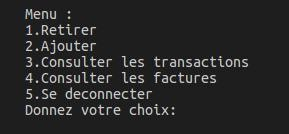 Menu :
1.Retirer
2.Ajouter
3.Consulter les transactions
4.Consulter les factures
5.Se deconnecter
Donnez votre choix: